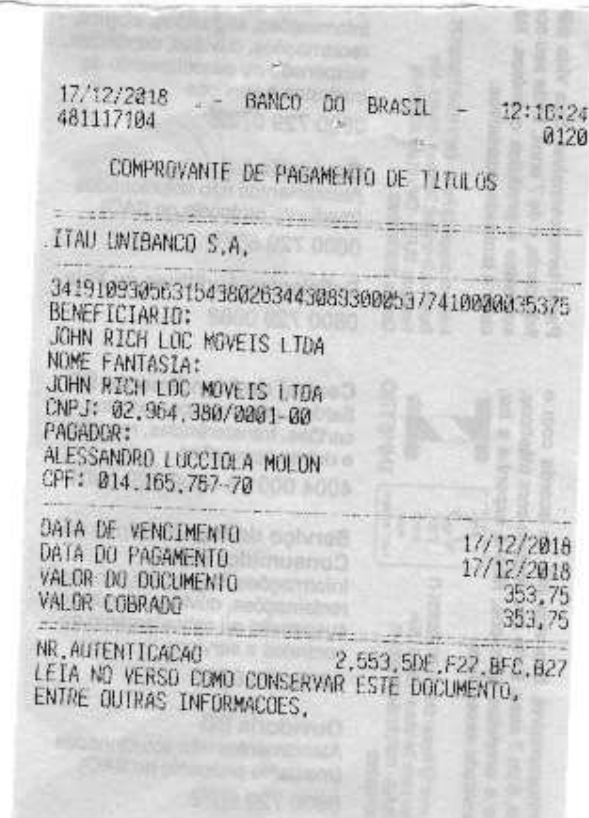 17/12/2018 - BANCO DO BRASIL - 12:10:24
481117104 0120
COMPROVANTE DE PAGAMENTO DE TITULOS
ITAU UNIBANCO S.A.
34191093056315438026344308930005377410000035375
BENEFICIARIO:
JOHN RICH LOC MOVEIS LTDA
NOME FANTASIA:
JOHN RICH LOC MOVEIS LTDA
CNPJ: 02.964.380/0001-00
PAGADOR:
ALESSANDRO LUCCIOLA MOLON
CPF: 014.165.767-70
DATA DE VENCIMENTO 17/12/2018
DATA DO PAGAMENTO 17/12/2018
VALOR DO DOCUMENTO 353,75
VALOR COBRADO 353,75
NR.AUTENTICACAO 2.553.5DE.F27.BFC.B27
LEIA NO VERSO COMO CONSERVAR ESTE DOCUMENTO,
ENTRE OUTRAS INFORMACOES.